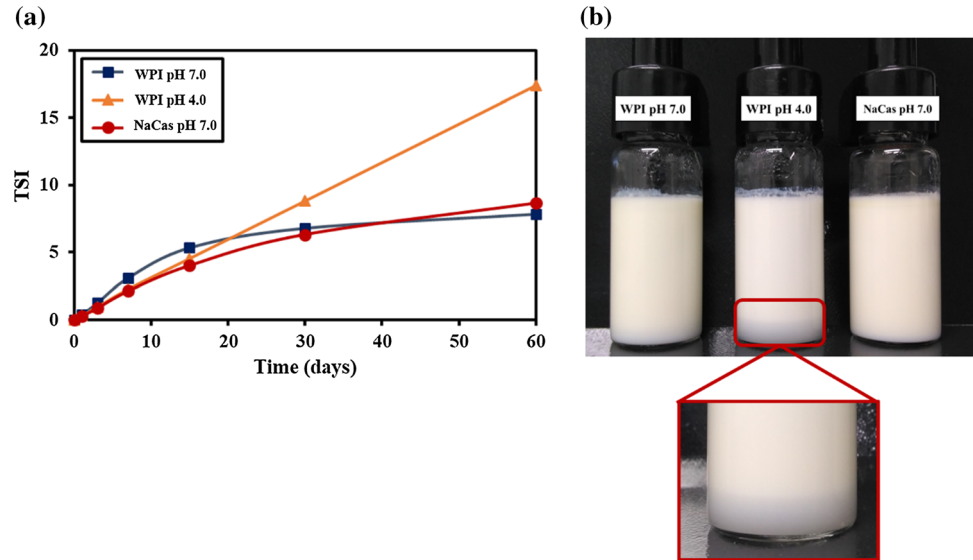 (a)
20
15
10
5
0
TSI
WPI pH 7.0
WPI pH 4.0
NaCas pH 7.0
0 10 20 30 40 50 60
Time (days)
(b)
WPI pH 7.0 WPI pH 4.0 NaCas pH 7.0